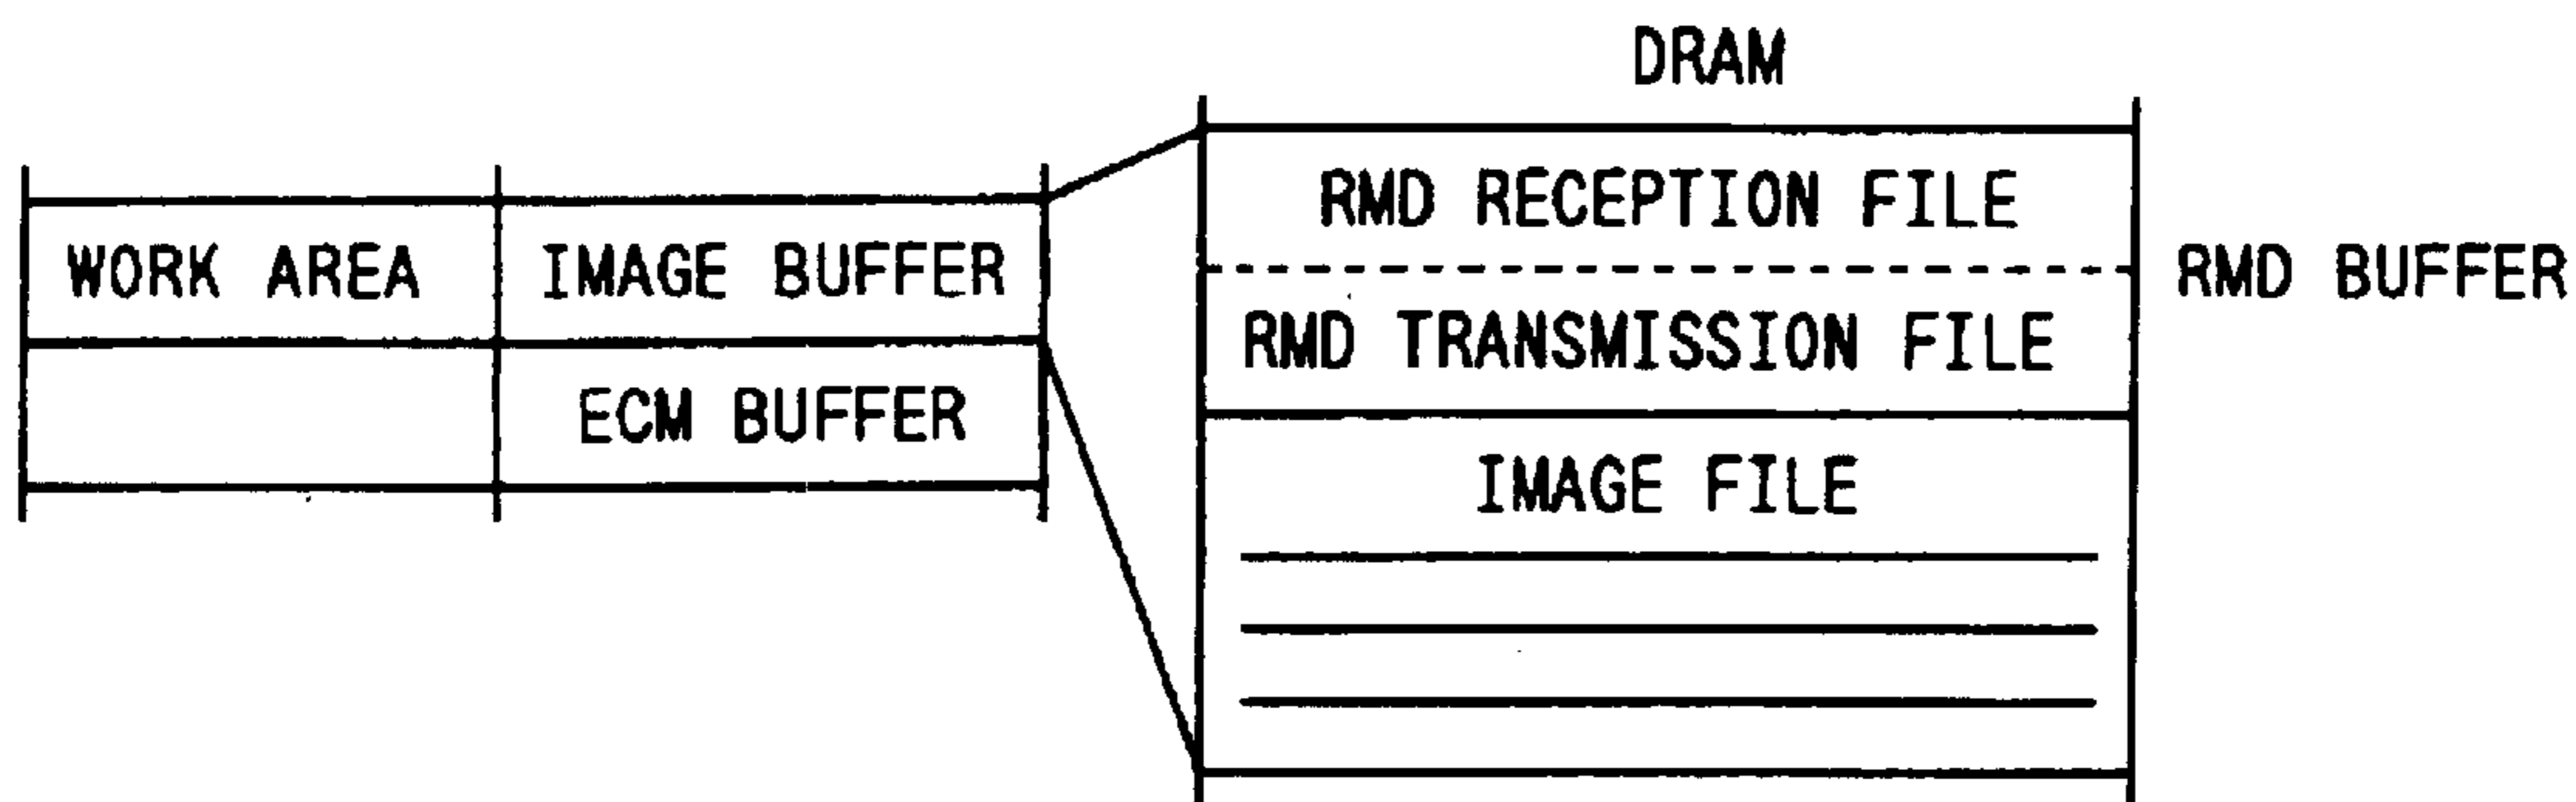 DRAM
RMD RECEPTION FILE
WORK AREA
IMAGE BUFFER
RMD BUFFER
RMD TRANSMISSION FILE
ECM BUFFER
IMAGE FILE